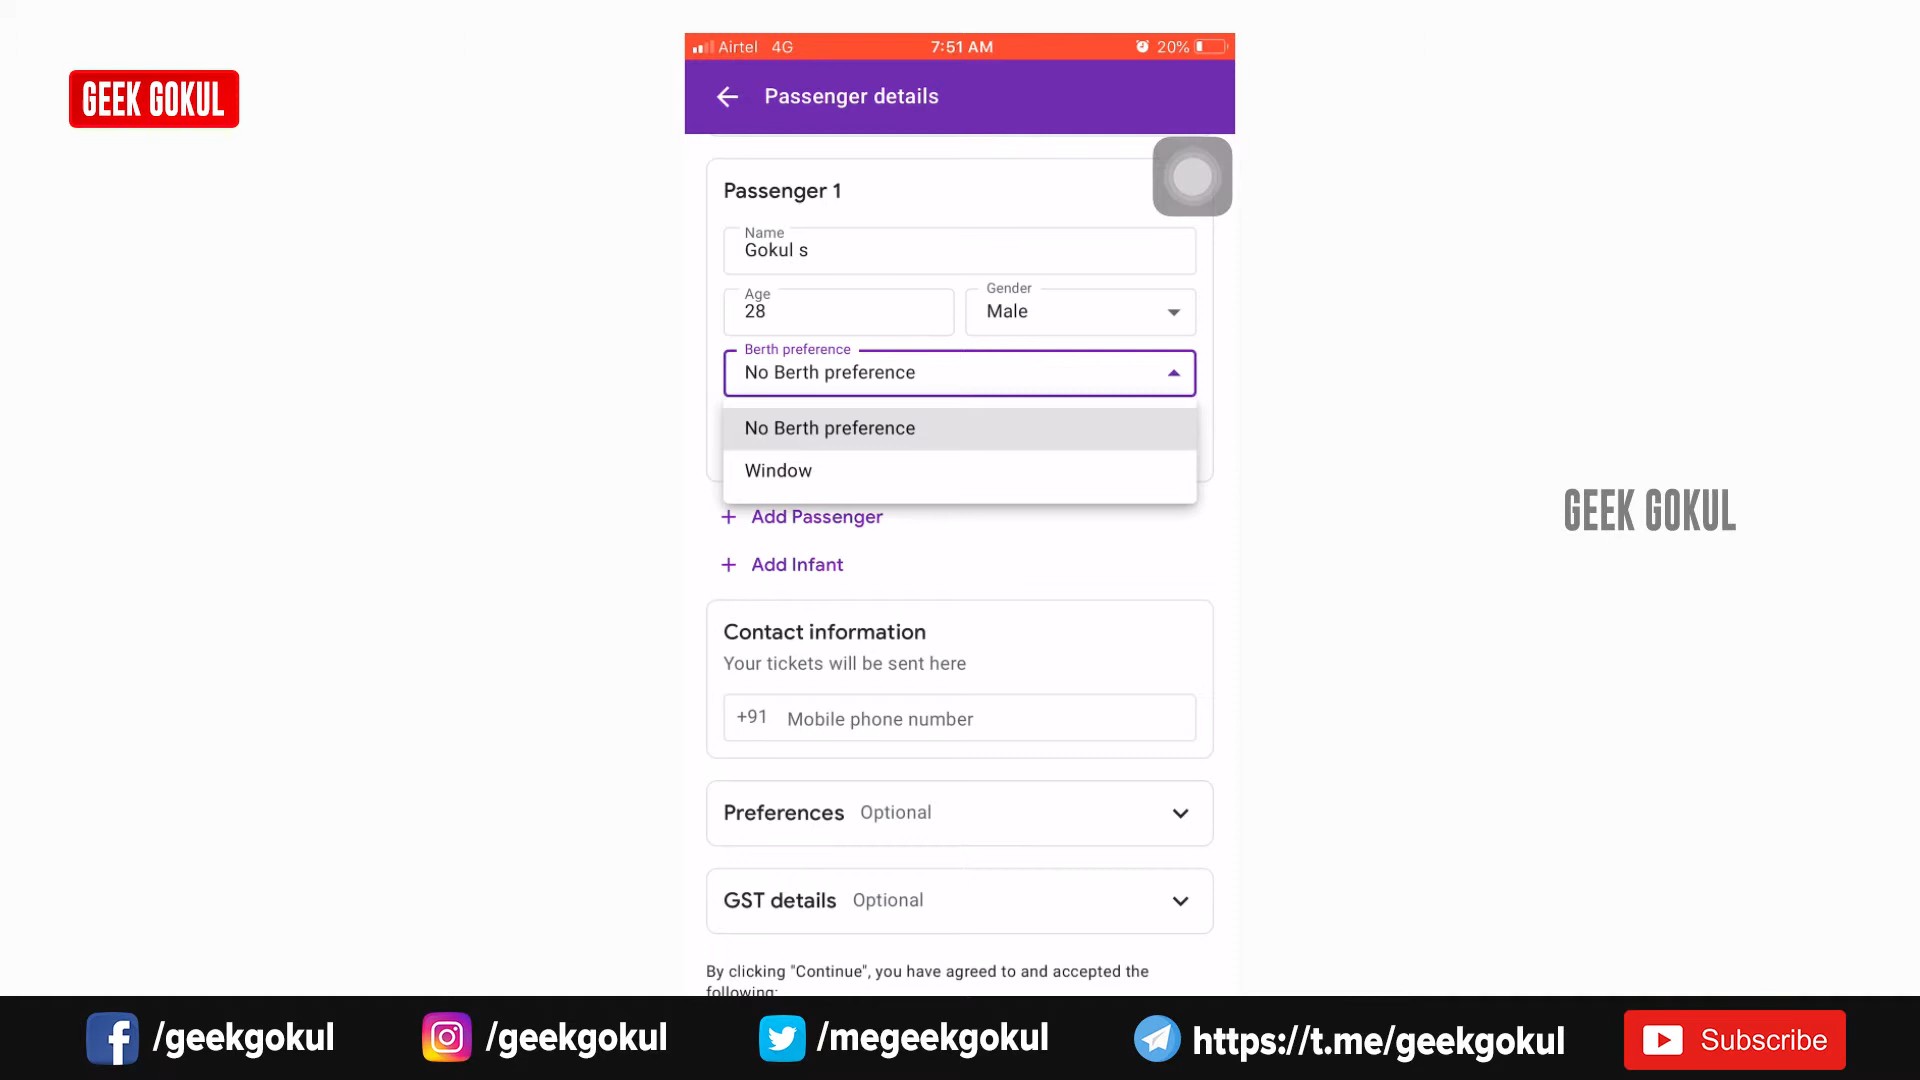 Airtel 4G 7:51 AM 20%
GEEK GOKUL
Passenger details
Passenger 1
Name
Gokul s
Age
28
Gender
Male
Berth preference
No Berth preference
No Berth preference
Window
+ Add Passenger
+ Add Infant
GEEK GOKUL
Contact information
Your tickets will be sent here
+91 Mobile phone number
Preferences Optional
GST details Optional
By clicking "Continue", you have agreed to and accepted the
following:
/geekgokul /geekgokul /megeekgokul https://t.me/geekgokul Subscribe